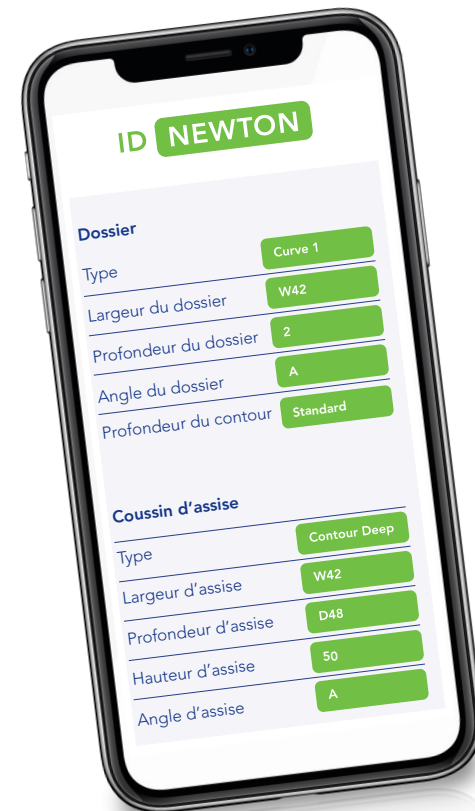 ID NEWTON
Dossier
Type Curve 1
Largeur du dossier W42
Profondeur du dossier 2
Angle du dossier A
Profondeur du contour Standard
Coussin d’assise
Type Contour Deep
Largeur d’assise W42
Profondeur d’assise D48
Hauteur d’assise 50
Angle d’assise A